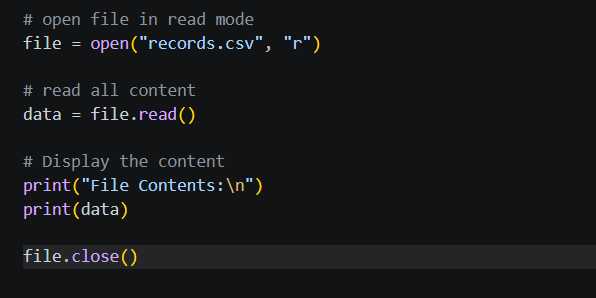 # open file in read mode
file = open("records.csv", "r")
# read all content
data = file.read()
# Display the content
print("File Contents:\n")
print(data)
file.close()